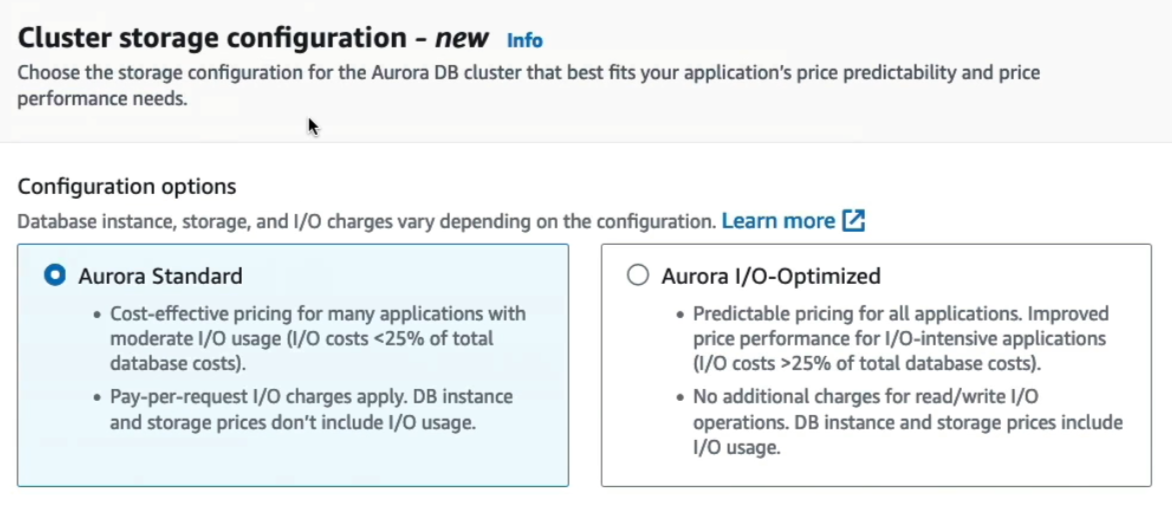 Cluster storage configuration - new Info
Choose the storage configuration for the Aurora DB cluster that best fits your application's price predictability and price
performance needs.
Configuration options
Database instance, storage, and I/O charges vary depending on the configuration. Learn more
Aurora Standard
• Cost-effective pricing for many applications with
moderate I/O usage (I/O costs <25% of total
database costs).
• Pay-per-request I/O charges apply. DB instance
and storage prices don't include I/O usage.
Aurora I/O-Optimized
• Predictable pricing for all applications. Improved
price performance for I/O-intensive applications
(I/O costs >25% of total database costs).
• No additional charges for read/write I/O
operations. DB instance and storage prices include
I/O usage.